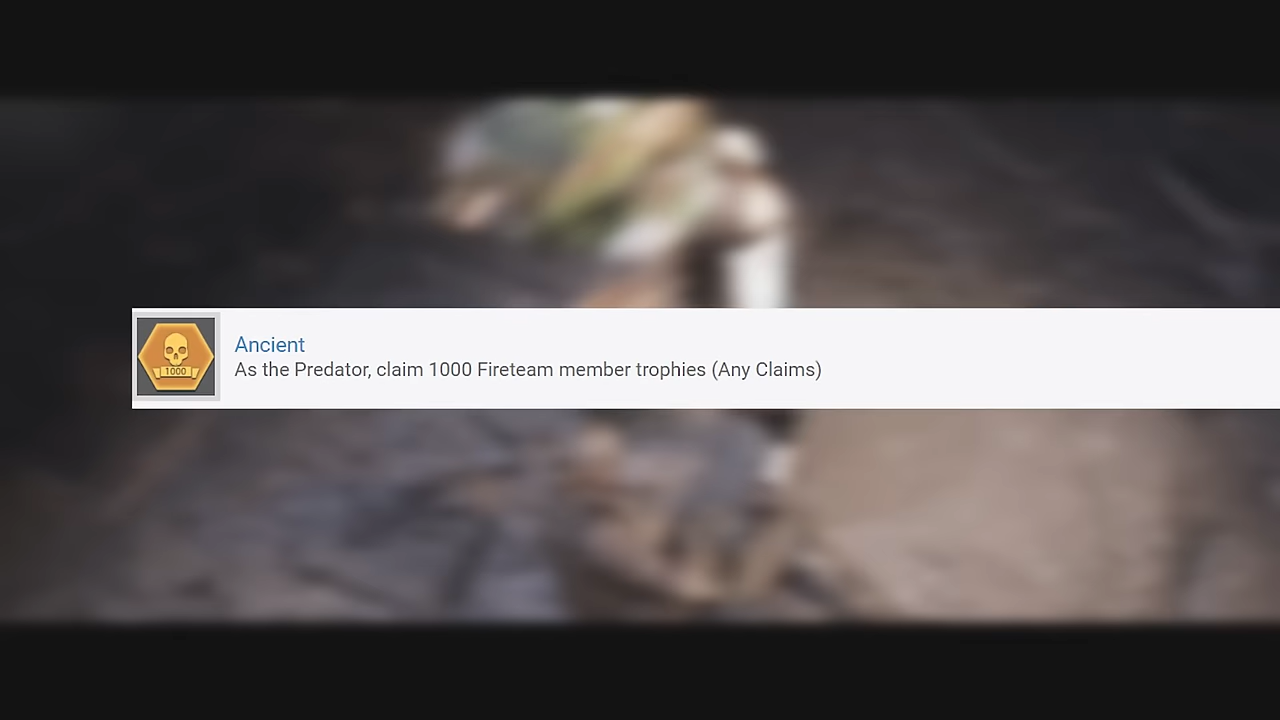 Ancient
As the Predator, claim 1000 Fireteam member trophies (Any Claims)
1000